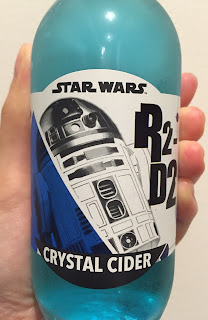 STAR WARS
R2-
D2
CRYSTAL CIDER